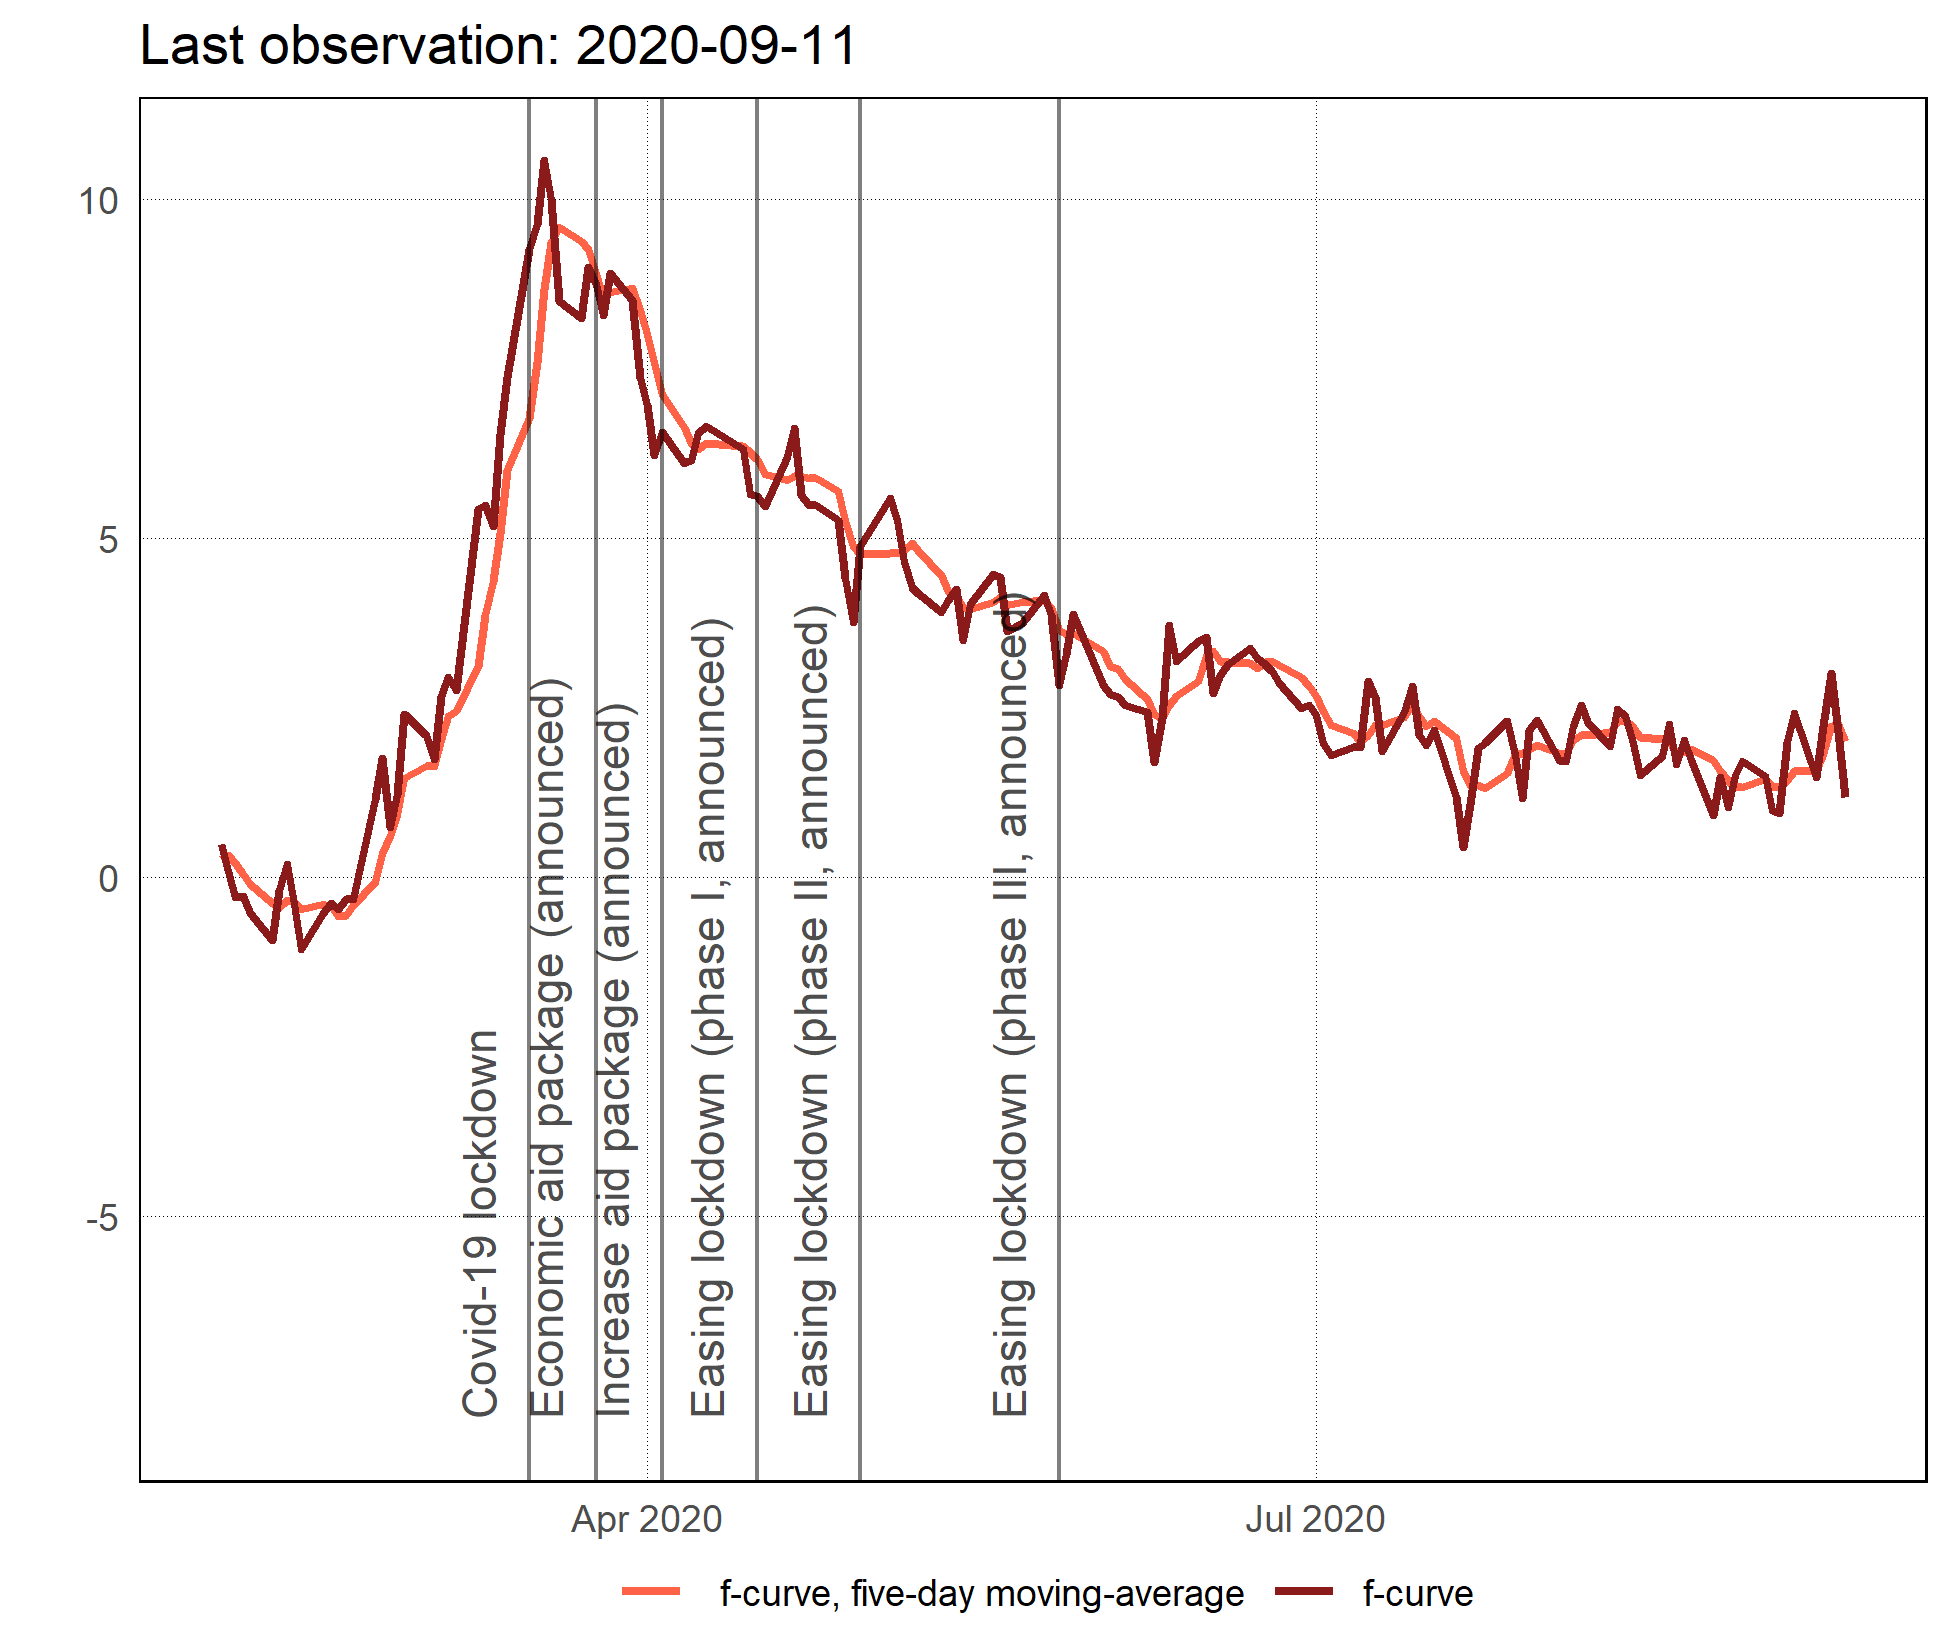 Last observation: 2020-09-11
10
5
0
-5
Covid-19 lockdown
Economic aid package (announced)
Increase aid package (announced)
Easing lockdown (phase I, announced)
Easing lockdown (phase II, announced)
Easing lockdown (phase III, announced)
Apr 2020
Jul 2020
f-curve, five-day moving-average
f-curve